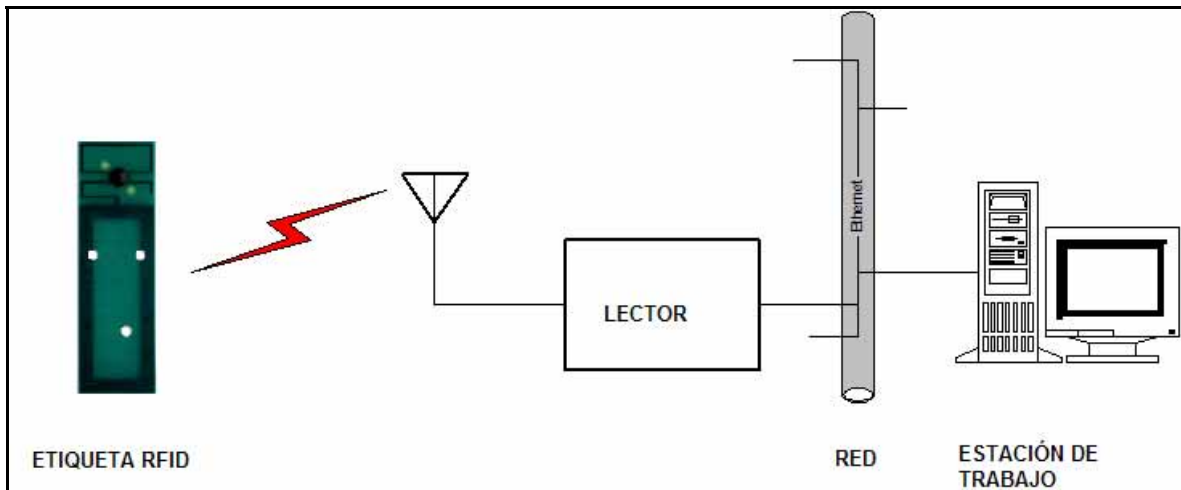 Ethernet
LECTOR
ETIQUETA RFID
RED
ESTACIÓN DE
TRABAJO